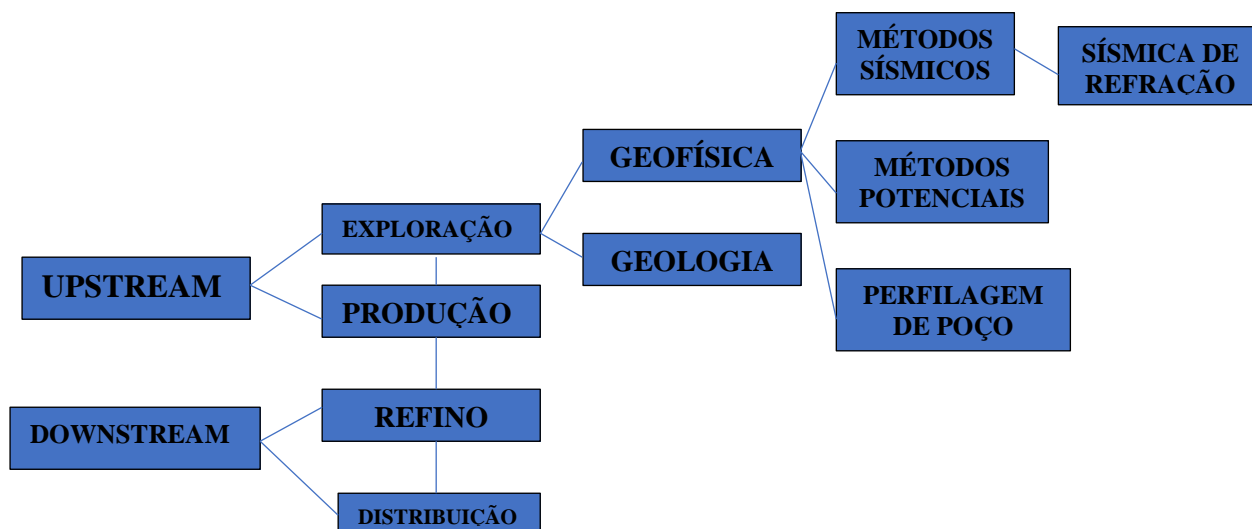 MÉTODOS
SÍSMICOS
SÍSMICA DE
REFRAÇÃO
GEOFÍSICA
MÉTODOS
POTENCIAIS
EXPLORAÇÃO
GEOLOGIA
UPSTREAM
PRODUÇÃO
PERFILAGEM
DE POÇO
REFINO
DOWNSTREAM
DISTRIBUIÇÃO